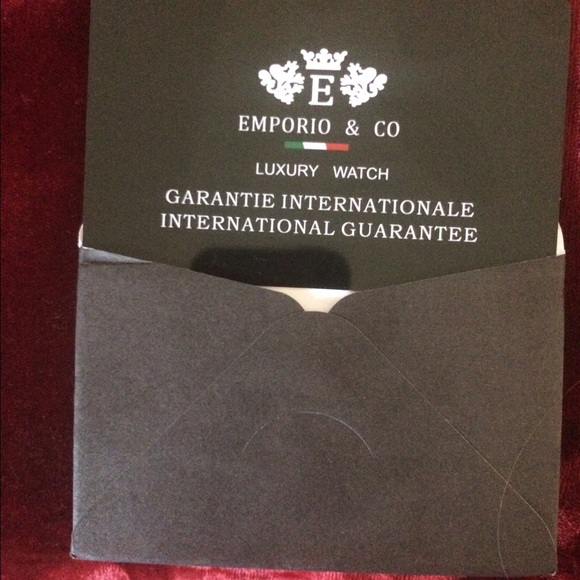 E
EMPORIO & CO
LUXURY WATCH
GARANTIE INTERNATIONALE
INTERNATIONAL GUARANTEE